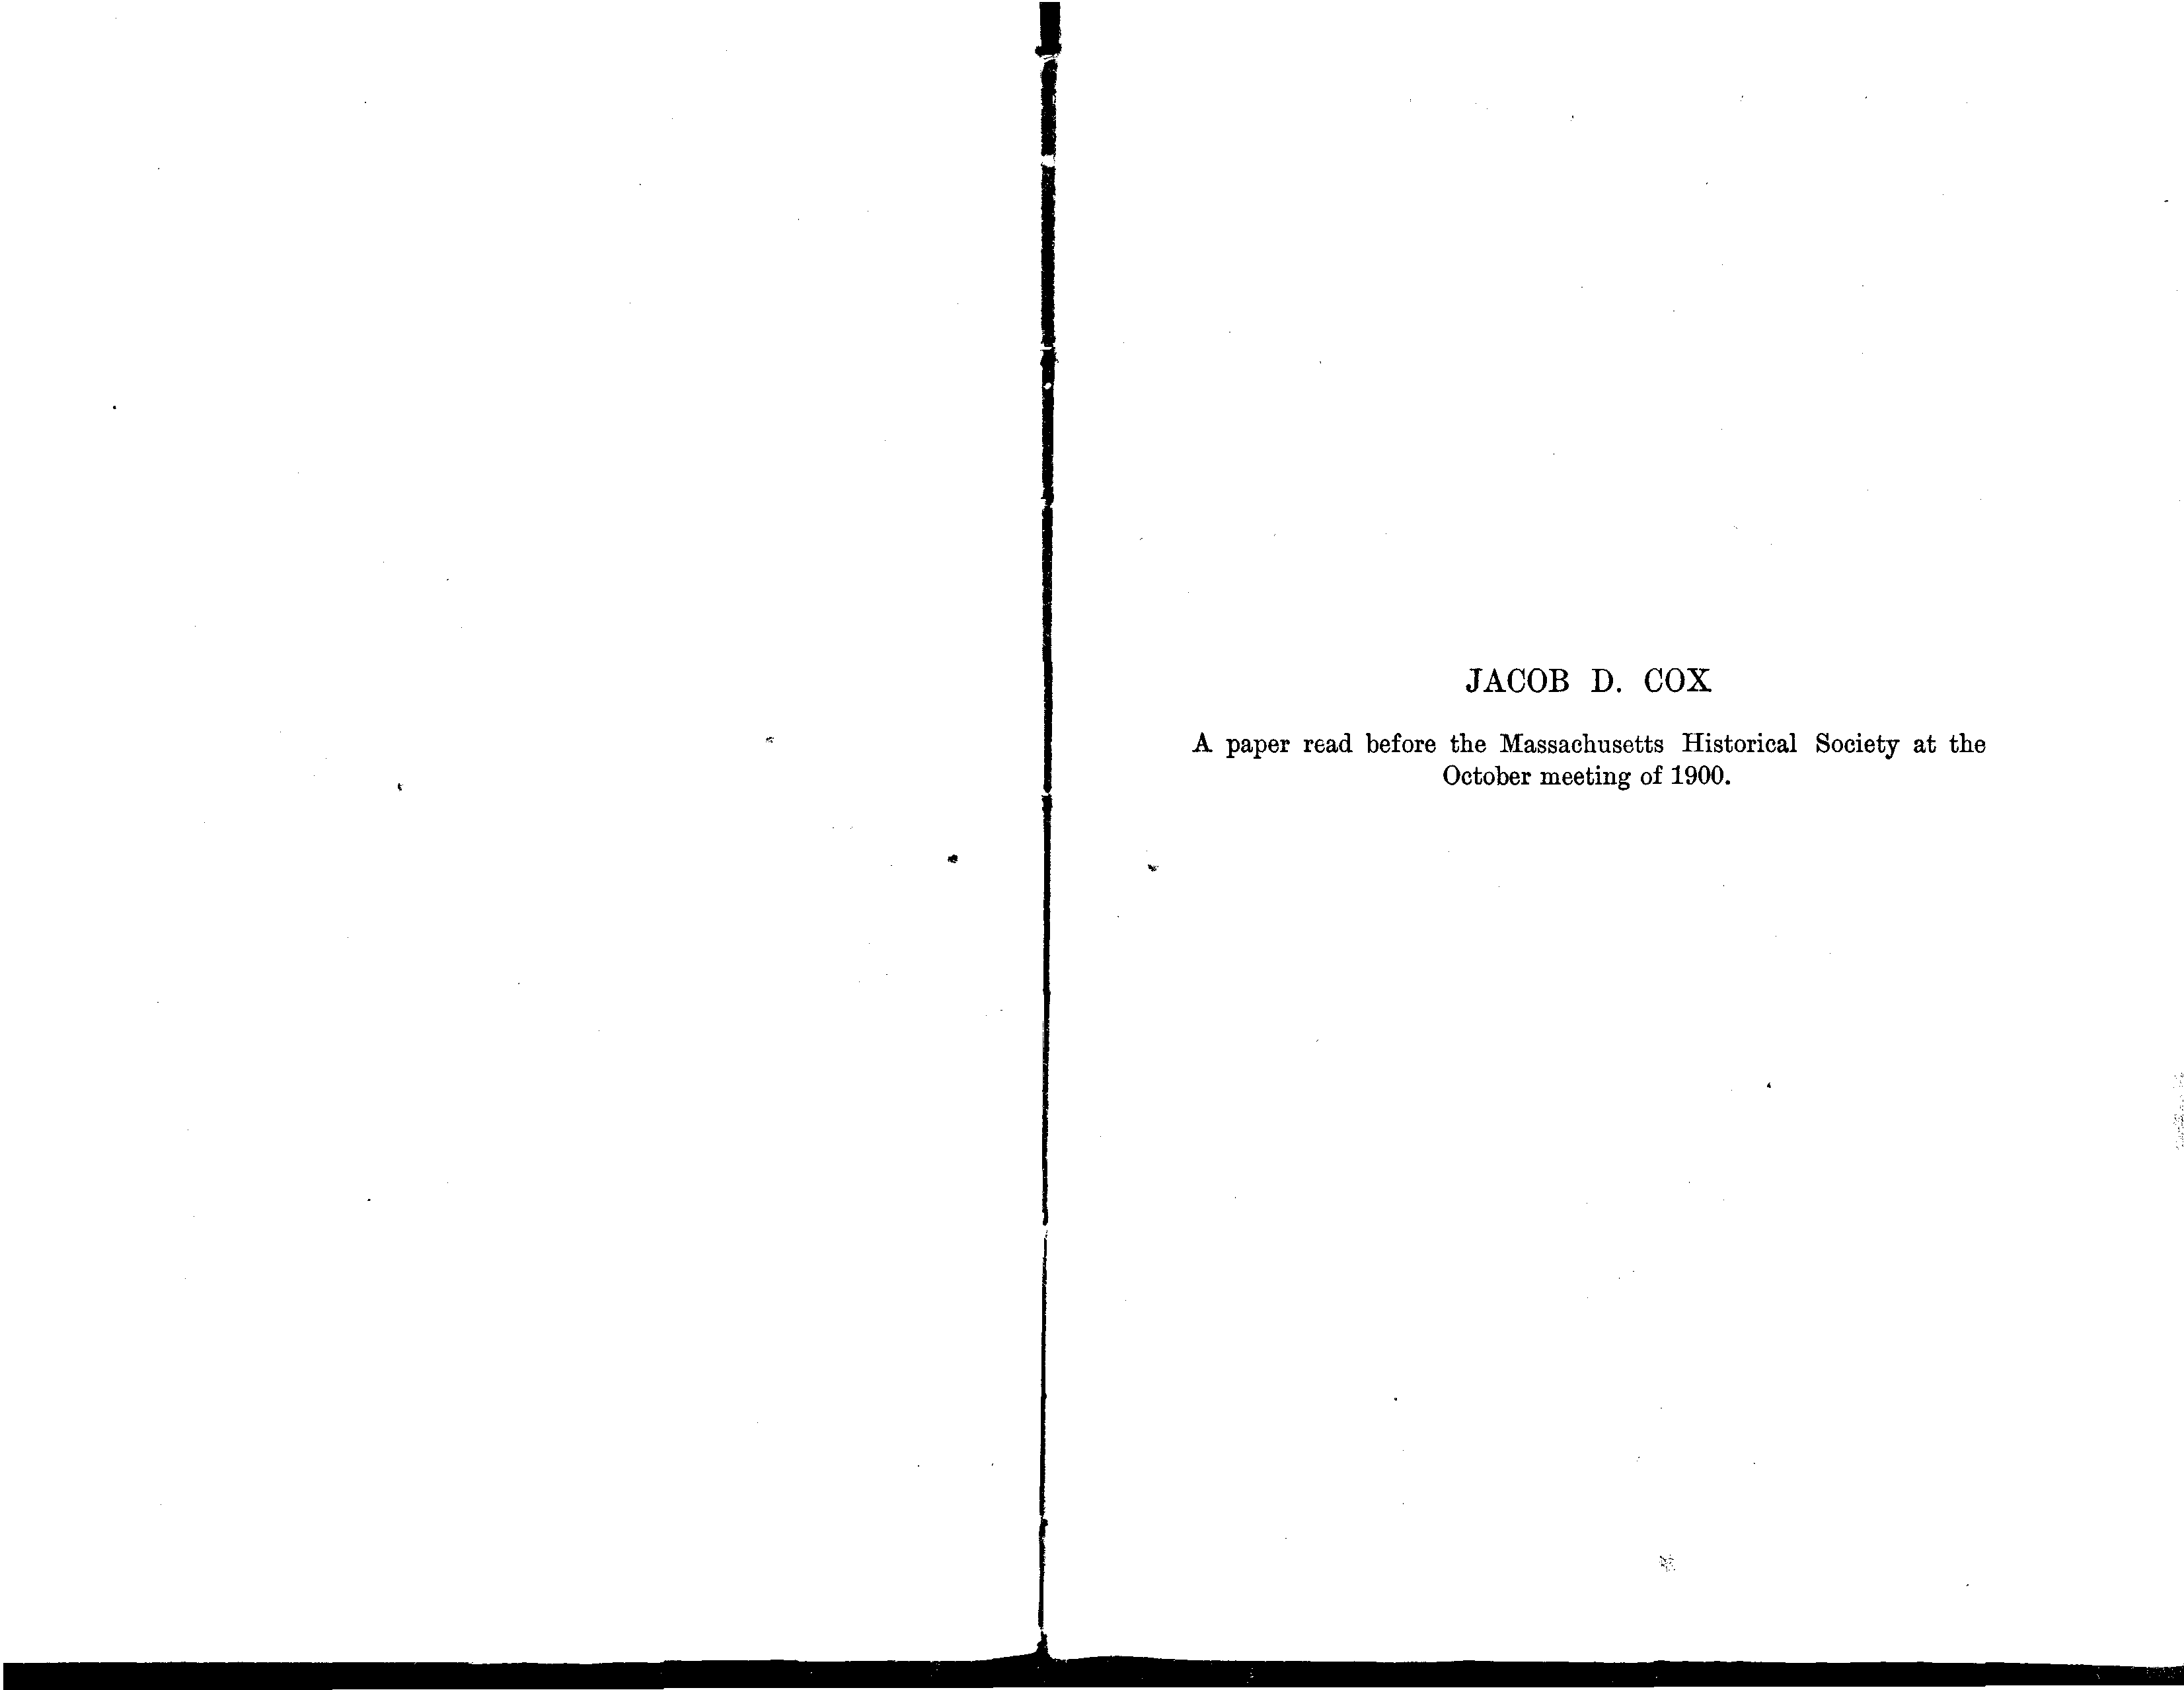 JACOB D. COX
A paper read before the Massachusetts Historical Society at the
October meeting of 1900.